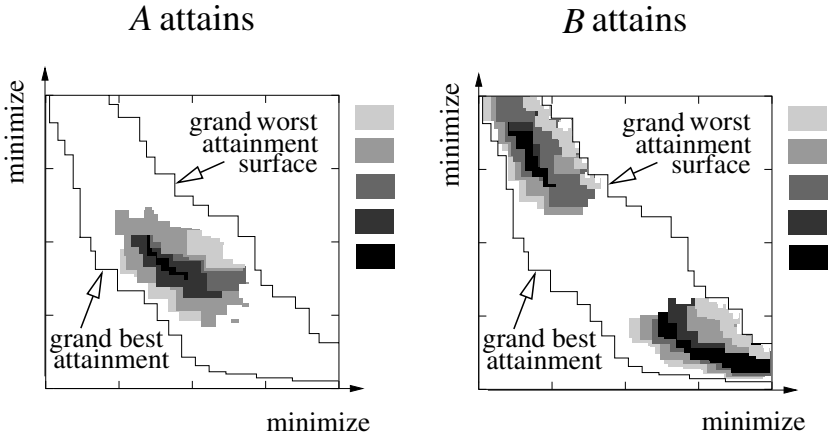 A attains
minimize
grand worst
attainment
surface
grand best
attainment
minimize
B attains
minimize
grand worst
attainment
surface
grand best
attainment
minimize